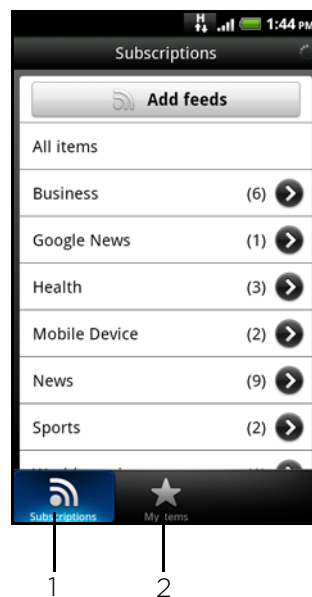 H 1:44 PM
Subscriptions
Add feeds
All items
Business (6)
Google News (1)
Health (3)
Mobile Device (2)
News (9)
Sports (2)
Subscriptions My items
1 2